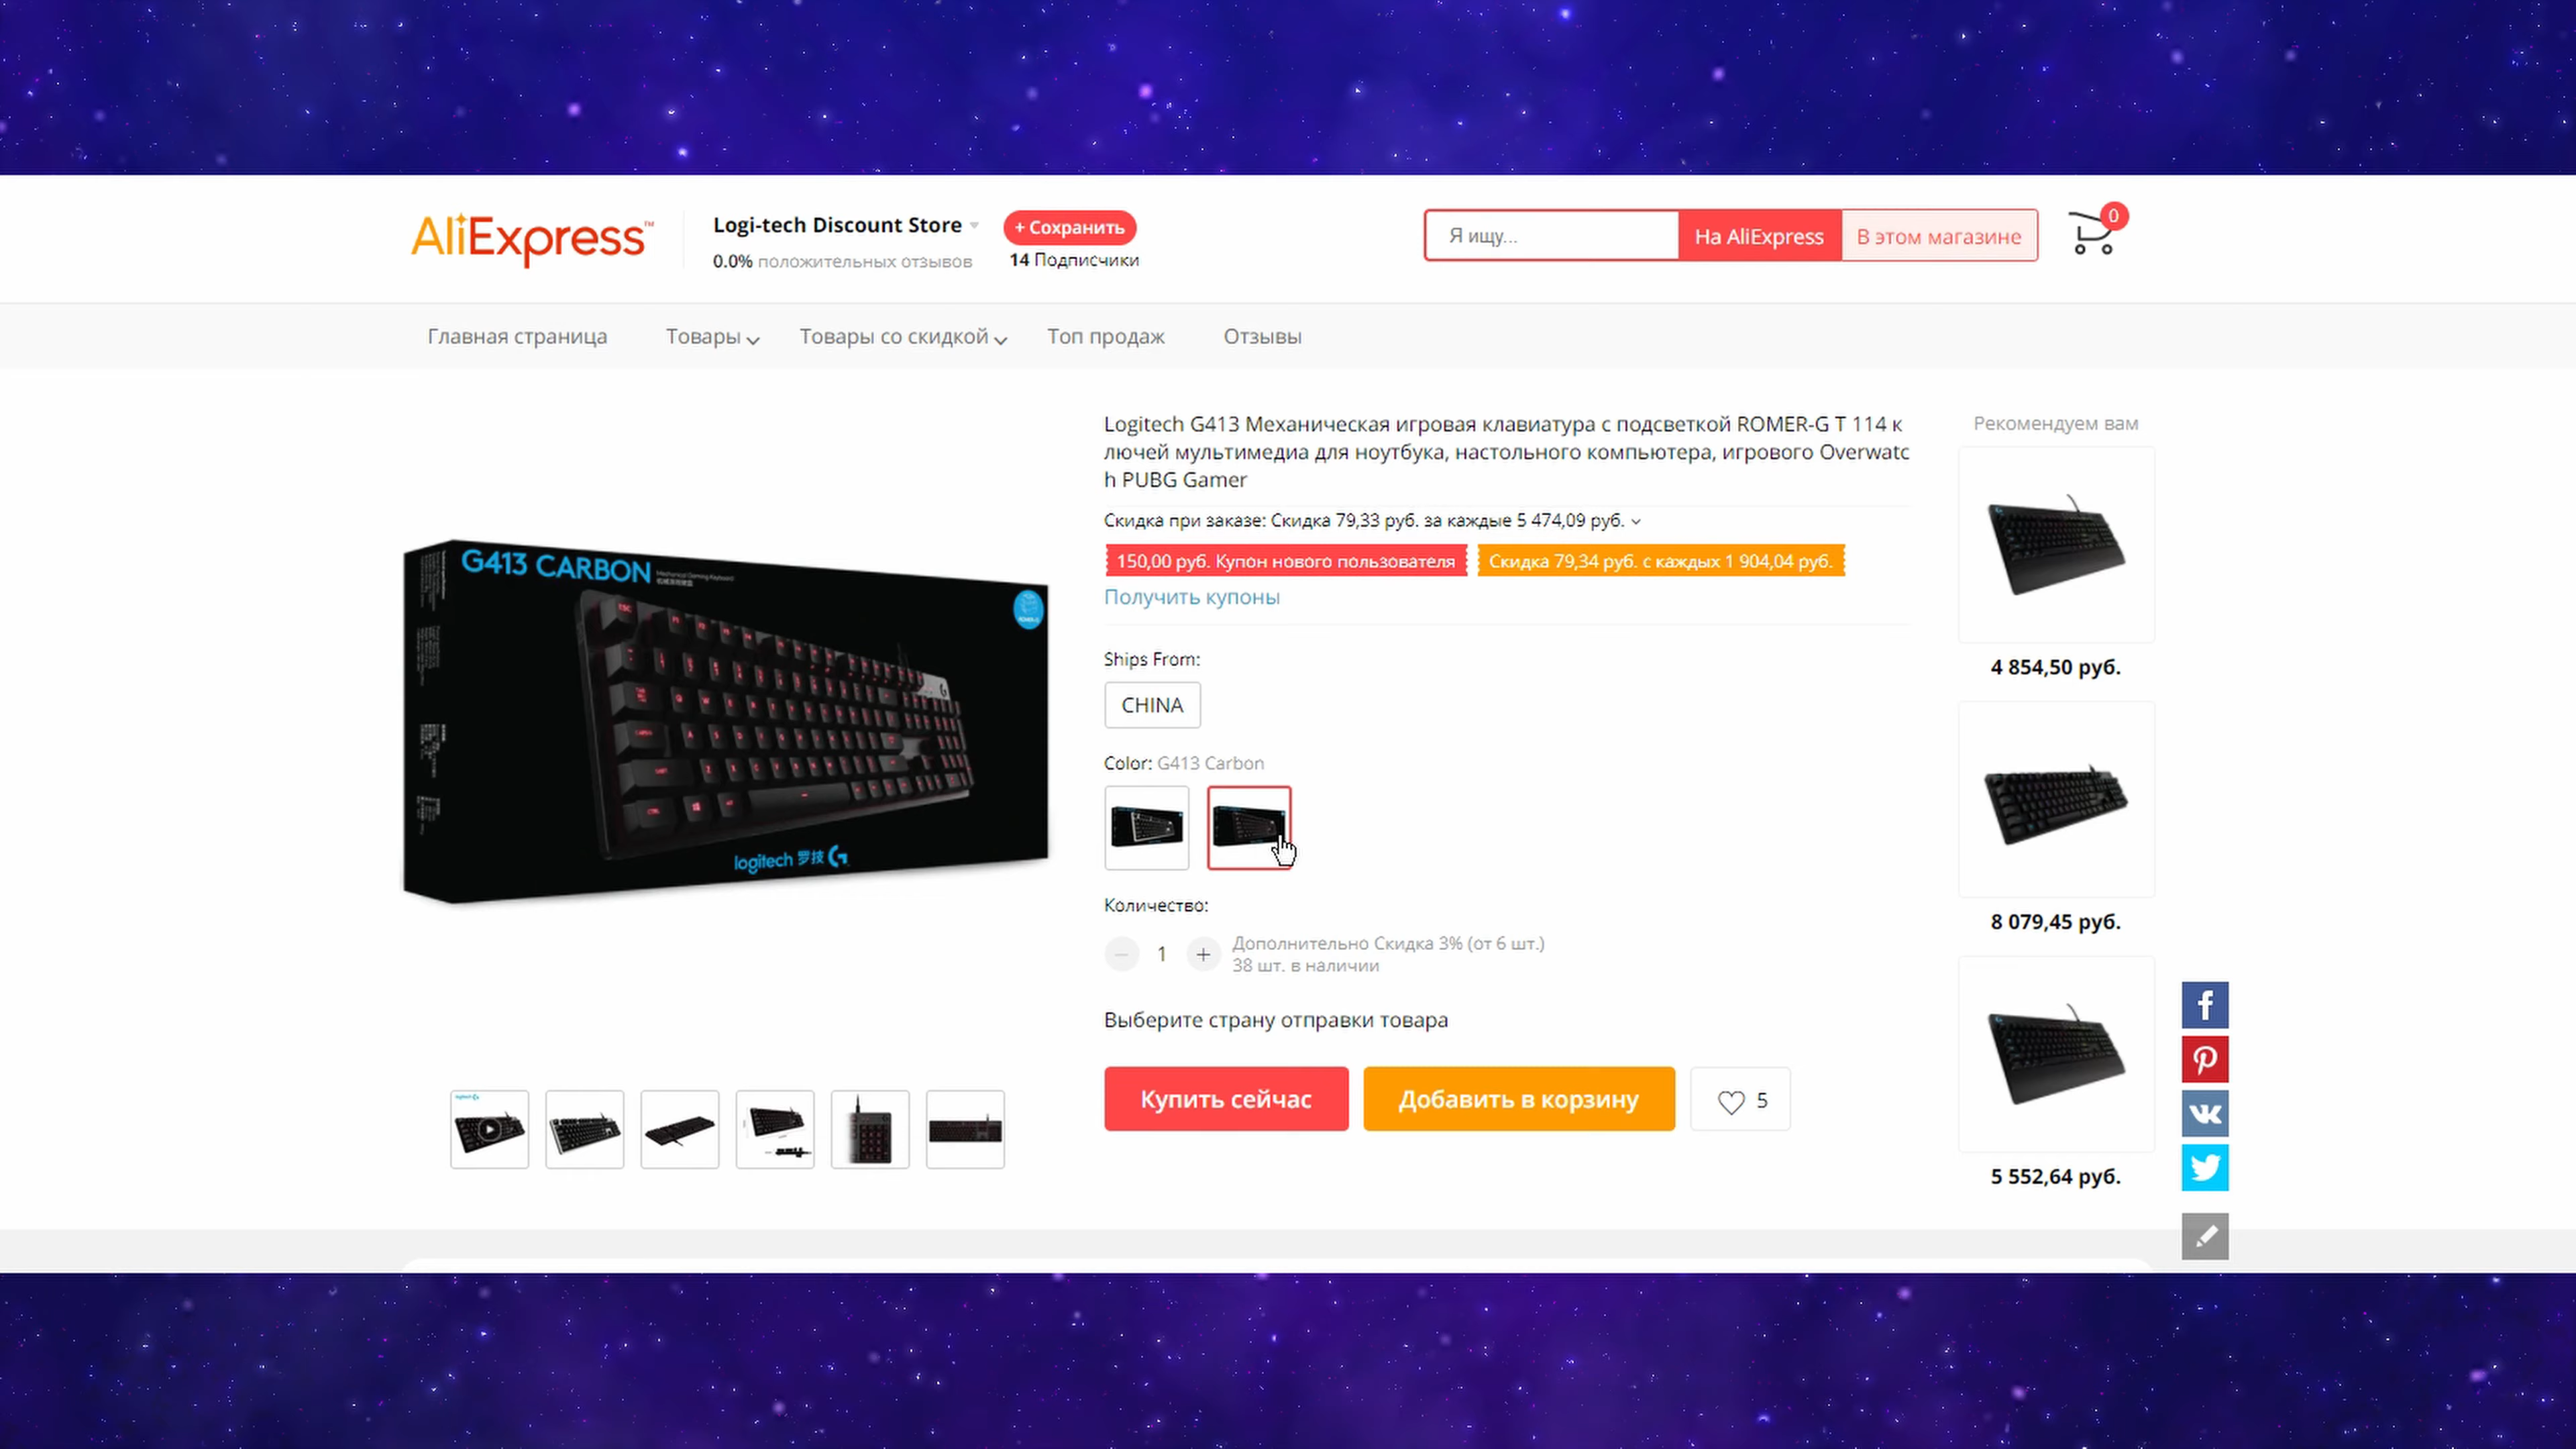 AliExpress™
Logi-tech Discount Store
0.0% положительных отзывов
+ Сохранить
14 Подписчики
Я ищу...
На AliExpress
В этом магазине
0
Главная страница
Товары
Товары со скидкой
Топ продаж
Отзывы
G413 CARBON
Mechanical Gaming Keyboard
logitech 罗技 G
Logitech G413 Механическая игровая клавиатура с подсветкой ROMER-G T 114 к
лючей мультимедиа для ноутбука, настольного компьютера, игрового Overwatc
h PUBG Gamer
Скидка при заказе: Скидка 79,33 руб. за каждые 5 474,09 руб.
150,00 руб. Купон нового пользователя
Скидка 79,34 руб. с каждых 1 904,04 руб.
Получить купоны
Ships From:
CHINA
Color: G413 Carbon
Количество:
1
Дополнительно Скидка 3% (от 6 шт.)
38 шт. в наличии
Выберите страну отправки товара
Купить сейчас
Добавить в корзину
5
Рекомендуем вам
4 854,50 руб.
8 079,45 руб.
5 552,64 руб.